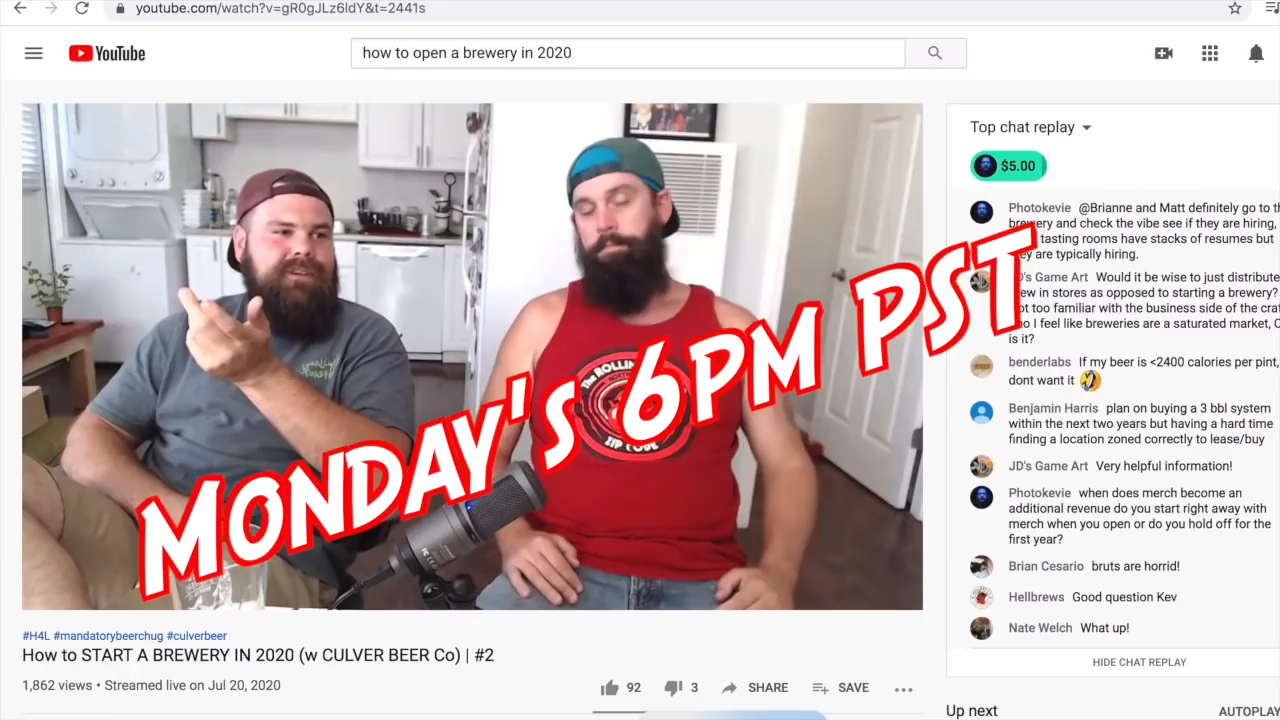 youtube.com/watch?v=gR0gJLz6ldY&t=2441s
YouTube
how to open a brewery in 2020
Top chat replay
$5.00
Photokevie @Brianne and Matt definitely go to th
brewery and check the vibe see if they are hiring,
tasting rooms have stacks of resumes but
they are typically hiring.
JD's Game Art Would it be wise to just distribute
brew in stores as opposed to starting a brewery?
Not too familiar with the business side of the craf
I feel like breweries are a saturated market, O
is it?
benderlabs If my beer is <2400 calories per pint,
dont want it
Benjamin Harris plan on buying a 3 bbl system
within the next two years but having a hard time
finding a location zoned correctly to lease/buy
JD's Game Art Very helpful information!
Photokevie when does merch become an
additional revenue do you start right away with
merch when you open or do you hold off for the
first year?
Brian Cesario bruts are horrid!
Hellbrews Good question Kev
Nate Welch What up!
HIDE CHAT REPLAY
The ROLLIN
ZIP CODE
Monday's 6pm PST
#H4L #mandatorybeerchug #culverbeer
How to START A BREWERY IN 2020 (w CULVER BEER Co) | #2
1,862 views • Streamed live on Jul 20, 2020
92
3
SHARE
SAVE
Up next
AUTOPLAY